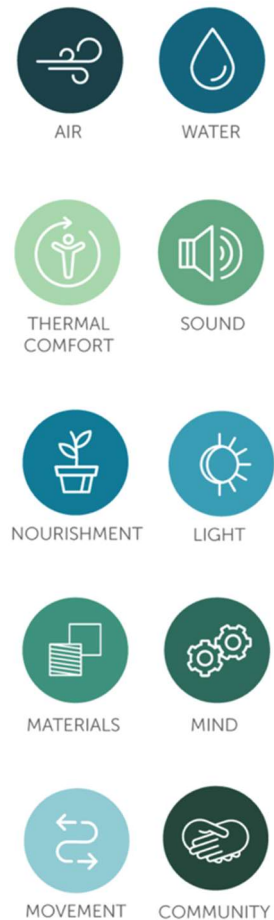 AIR
WATER
THERMAL
COMFORT
SOUND
NOURISHMENT
LIGHT
MATERIALS
MIND
MOVEMENT
COMMUNITY